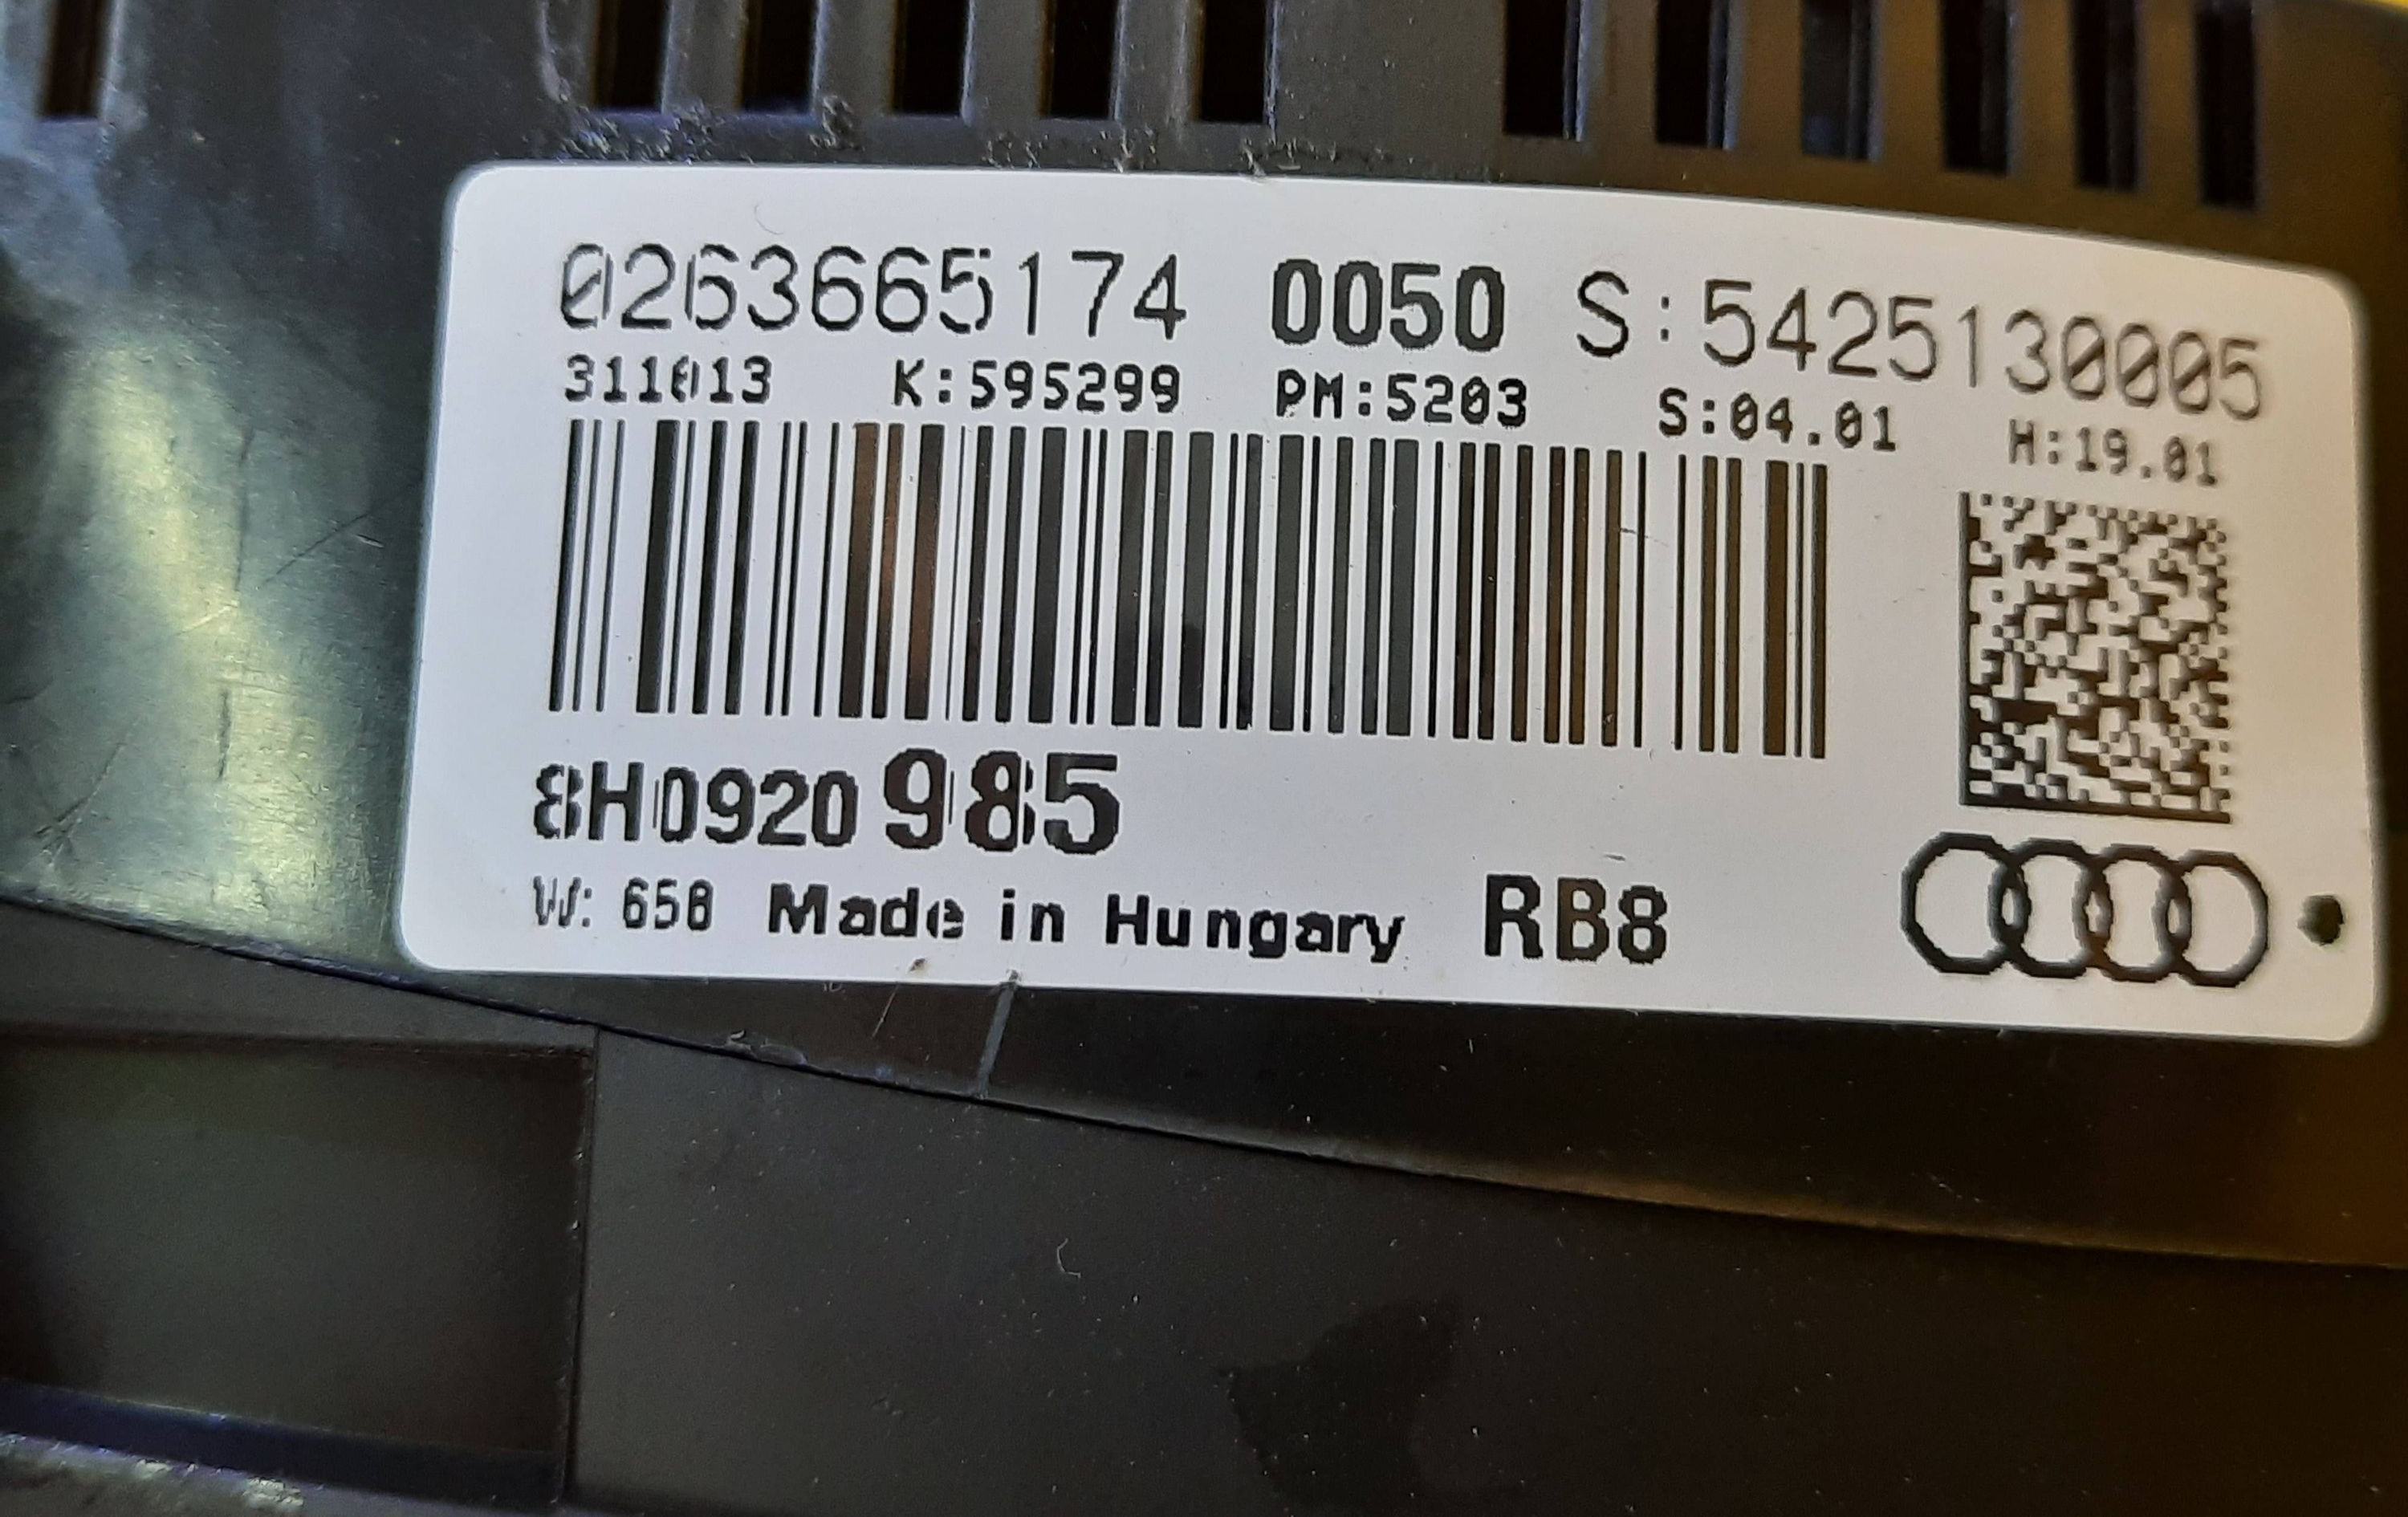 0263665174 0050 S:5425130005
311013 K:595299 PM:5203 S:04.01 H:19.01
8H0920985
W: 658 Made in Hungary RB8